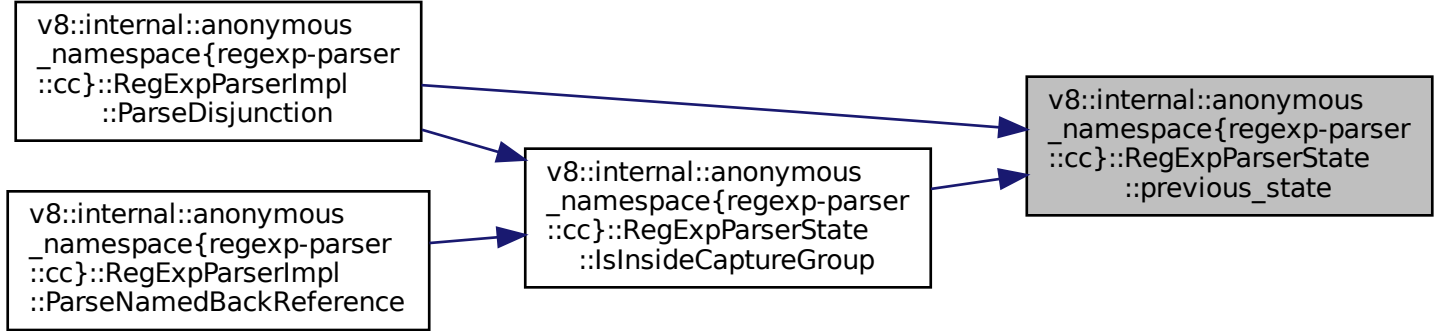 v8::internal::anonymous
_namespace{regexp-parser
::cc}::RegExpParserImpl
::ParseDisjunction
v8::internal::anonymous
_namespace{regexp-parser
::cc}::RegExpParserImpl
::ParseNamedBackReference
v8::internal::anonymous
_namespace{regexp-parser
::cc}::RegExpParserState
::IsInsideCaptureGroup
v8::internal::anonymous
_namespace{regexp-parser
::cc}::RegExpParserState
::previous_state